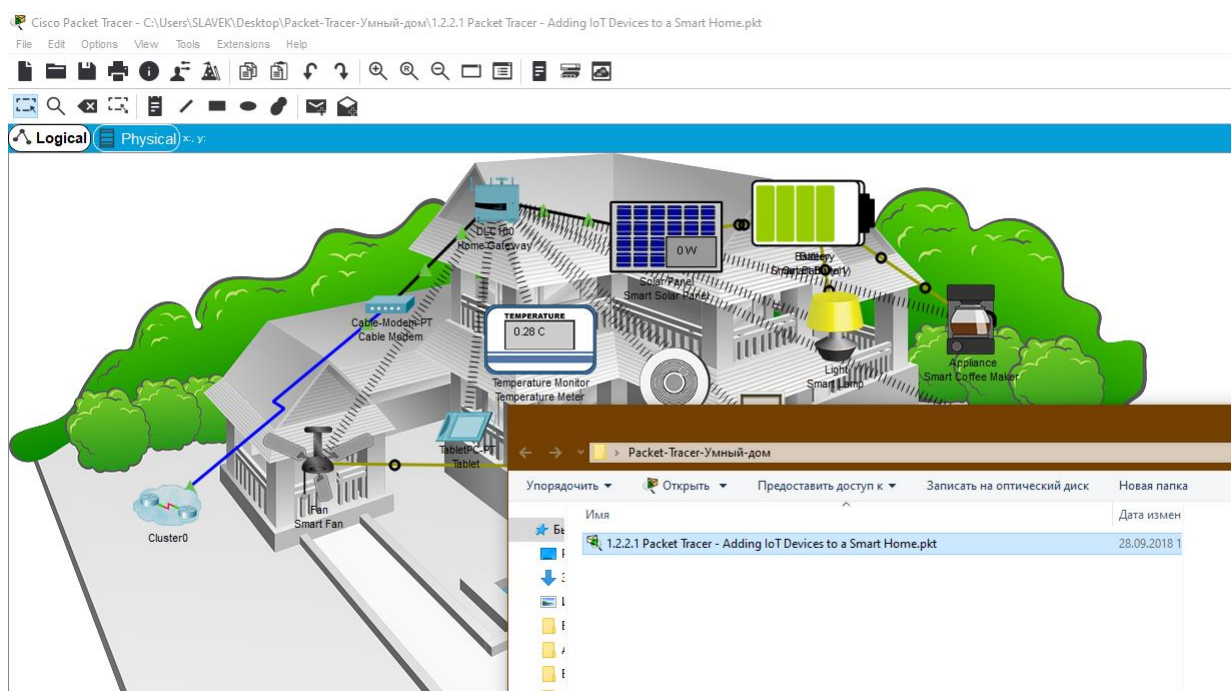 Cisco Packet Tracer - C:\Users\SLAVEK\Desktop\Packet-Tracer-Умный-дом\1.2.2.1 Packet Tracer - Adding IoT Devices to a Smart Home.pkt
File Edit Options View Tools Extensions Help
Logical Physical x:, y:
DLC100
Home Gateway
0 W
Solar Panel
Smart Solar Panel
Battery
Cable-Modem-PT
Cable Modem
TEMPERATURE
0.28 C
Temperature Monitor
Temperature Meter
Light
Smart Lamp
Appliance
Smart Coffee Maker
TabletPC-PT
Tablet
Fan
Smart Fan
Cluster0
Packet-Tracer-Умный-дом
Упорядочить Открыть Предоставить доступ к Записать на оптический диск Новая папка
Имя Дата измен
1.2.2.1 Packet Tracer - Adding IoT Devices to a Smart Home.pkt 28.09.2018 1